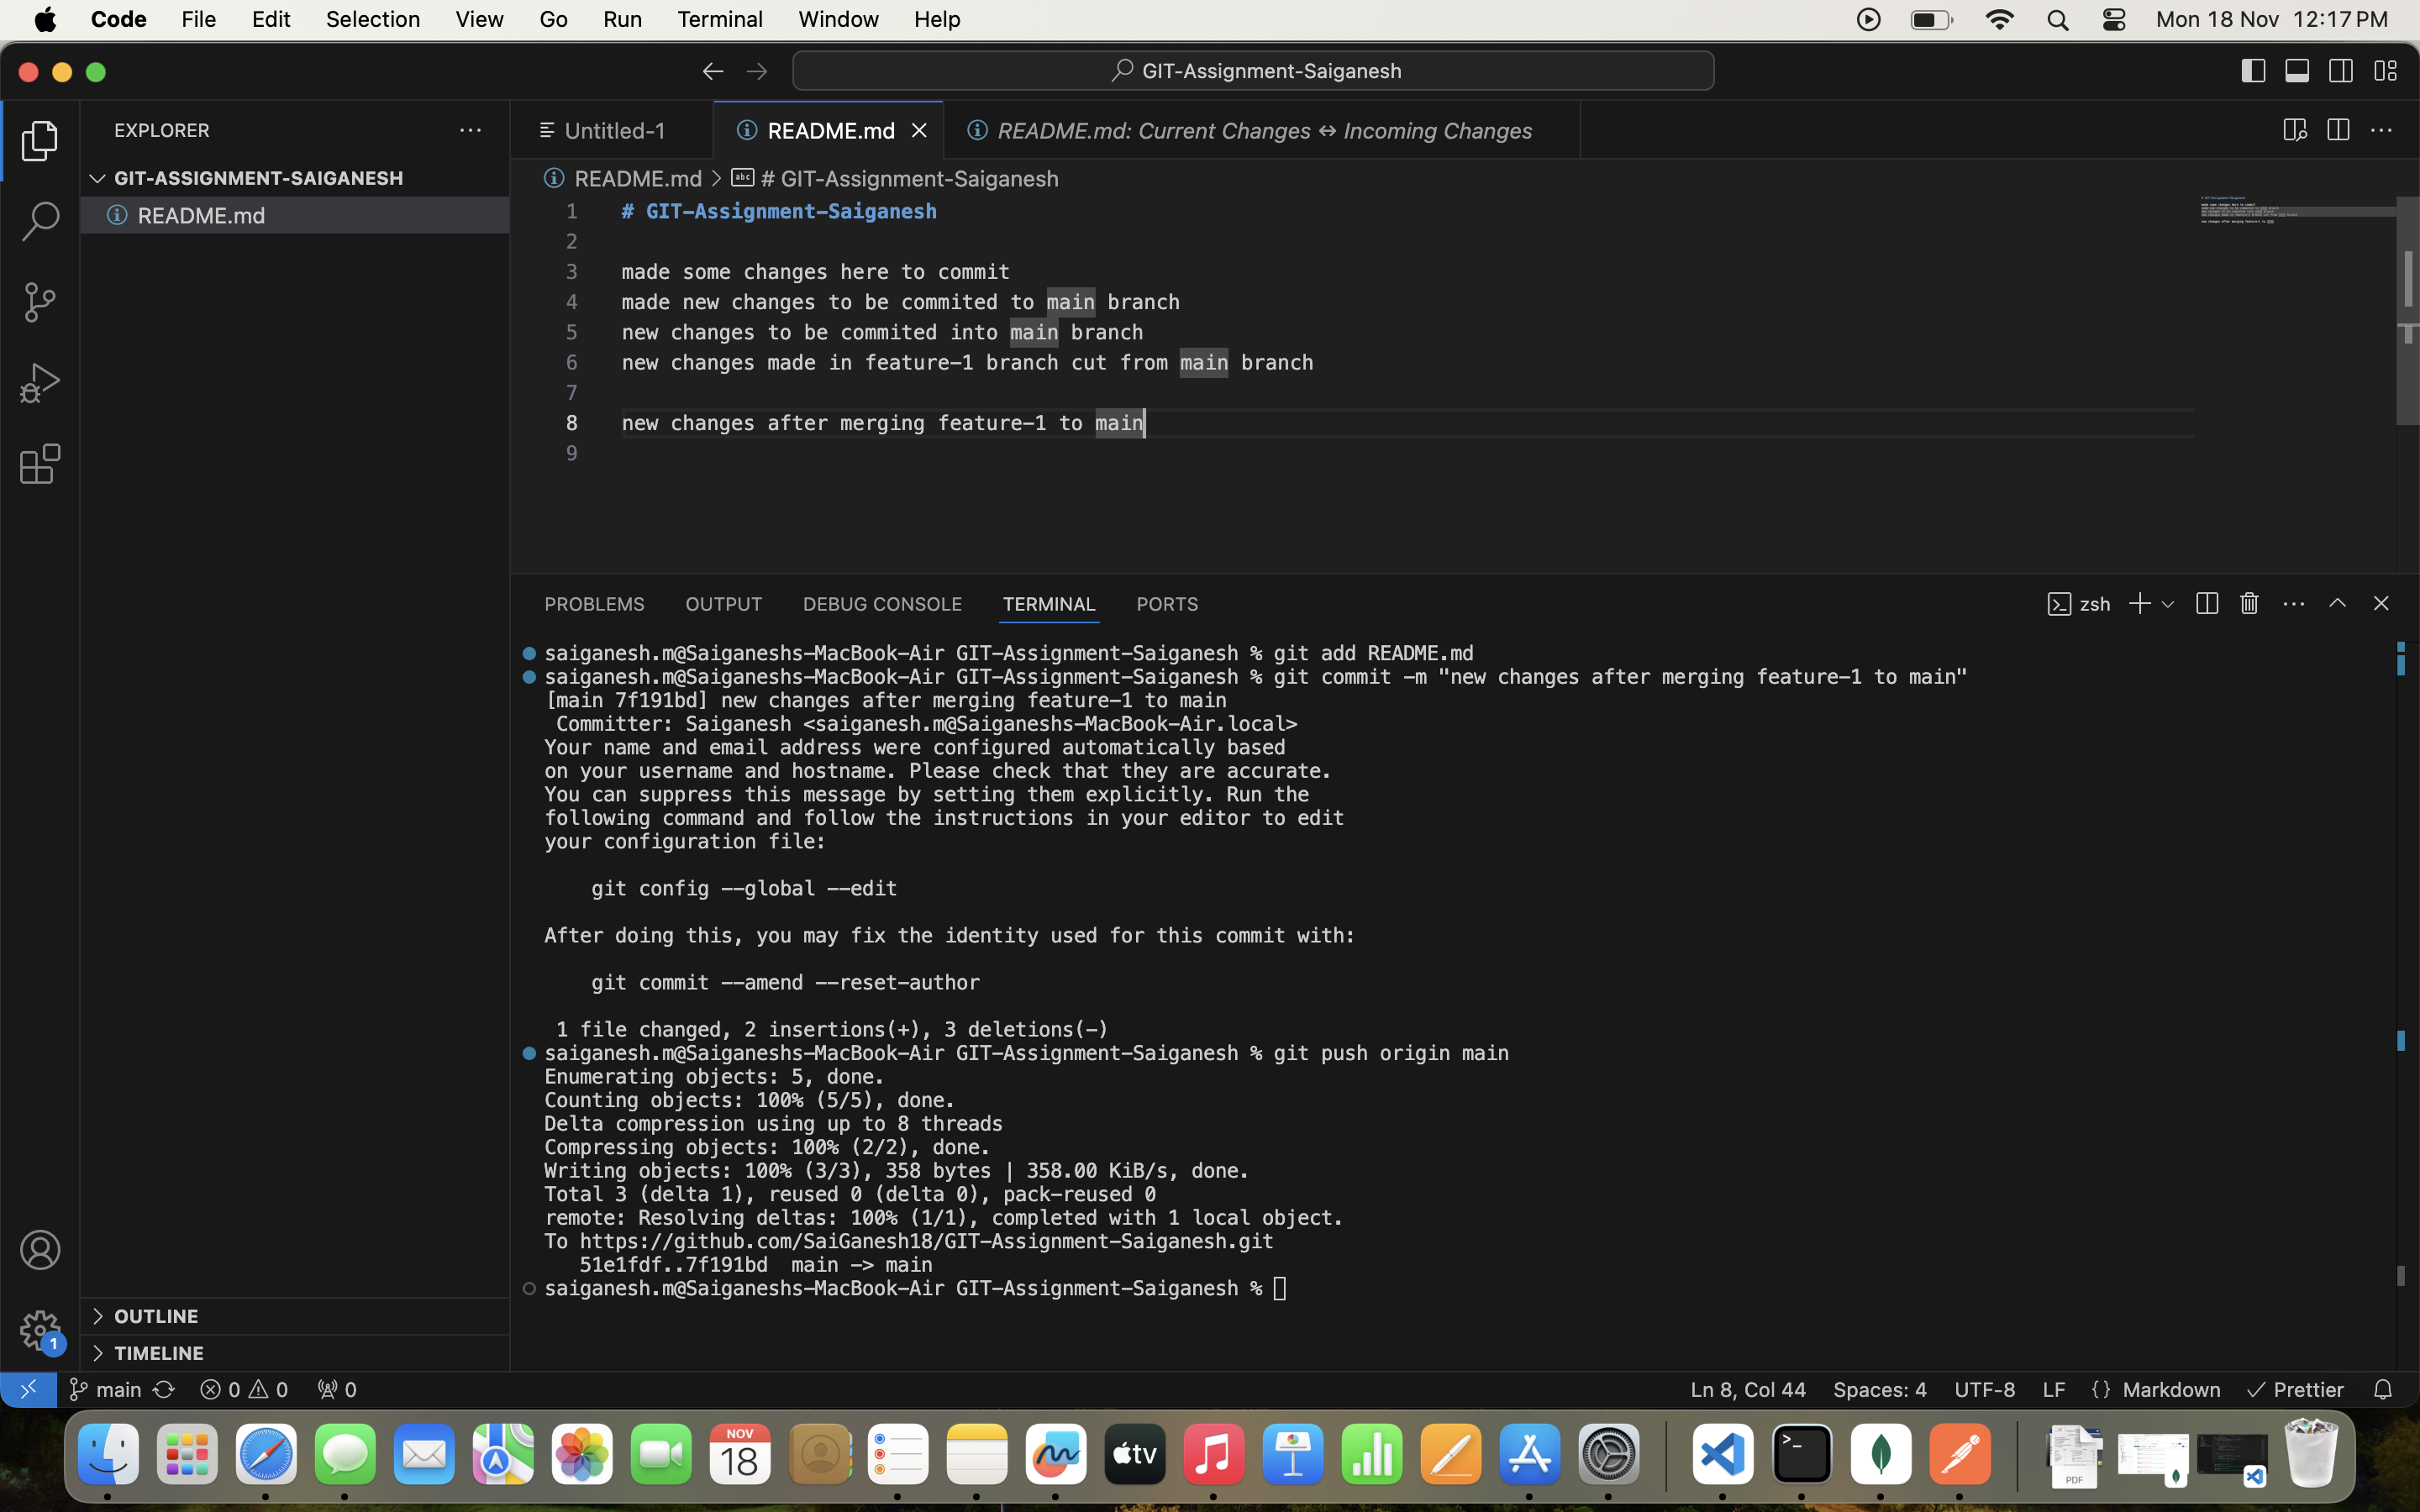 Code File Edit Selection View Go Run Terminal Window Help Mon 18 Nov 12:17 PM
GIT-Assignment-Saiganesh
EXPLORER
GIT-ASSIGNMENT-SAIGANESH
README.md
Untitled-1 README.md README.md: Current Changes ↔ Incoming Changes
README.md > # GIT-Assignment-Saiganesh
1 # GIT-Assignment-Saiganesh
2
3 made some changes here to commit
4 made new changes to be commited to main branch
5 new changes to be commited into main branch
6 new changes made in feature-1 branch cut from main branch
7
8 new changes after merging feature-1 to main
9
PROBLEMS OUTPUT DEBUG CONSOLE TERMINAL PORTS zsh
saiganesh.m@Saiganeshs-MacBook-Air GIT-Assignment-Saiganesh % git add README.md
saiganesh.m@Saiganeshs-MacBook-Air GIT-Assignment-Saiganesh % git commit -m "new changes after merging feature-1 to main"
[main 7f191bd] new changes after merging feature-1 to main
Committer: Saiganesh <saiganesh.m@Saiganeshs-MacBook-Air.local>
Your name and email address were configured automatically based
on your username and hostname. Please check that they are accurate.
You can suppress this message by setting them explicitly. Run the
following command and follow the instructions in your editor to edit
your configuration file:
git config --global --edit
After doing this, you may fix the identity used for this commit with:
git commit --amend --reset-author
1 file changed, 2 insertions(+), 3 deletions(-)
saiganesh.m@Saiganeshs-MacBook-Air GIT-Assignment-Saiganesh % git push origin main
Enumerating objects: 5, done.
Counting objects: 100% (5/5), done.
Delta compression using up to 8 threads
Compressing objects: 100% (2/2), done.
Writing objects: 100% (3/3), 358 bytes | 358.00 KiB/s, done.
Total 3 (delta 1), reused 0 (delta 0), pack-reused 0
remote: Resolving deltas: 100% (1/1), completed with 1 local object.
To https://github.com/SaiGanesh18/GIT-Assignment-Saiganesh.git
51e1fdf..7f191bd main -> main
saiganesh.m@Saiganeshs-MacBook-Air GIT-Assignment-Saiganesh %
OUTLINE
TIMELINE
1
main 0 0 0 Ln 8, Col 44 Spaces: 4 UTF-8 LF {} Markdown Prettier
NOV
18
tv
PDF